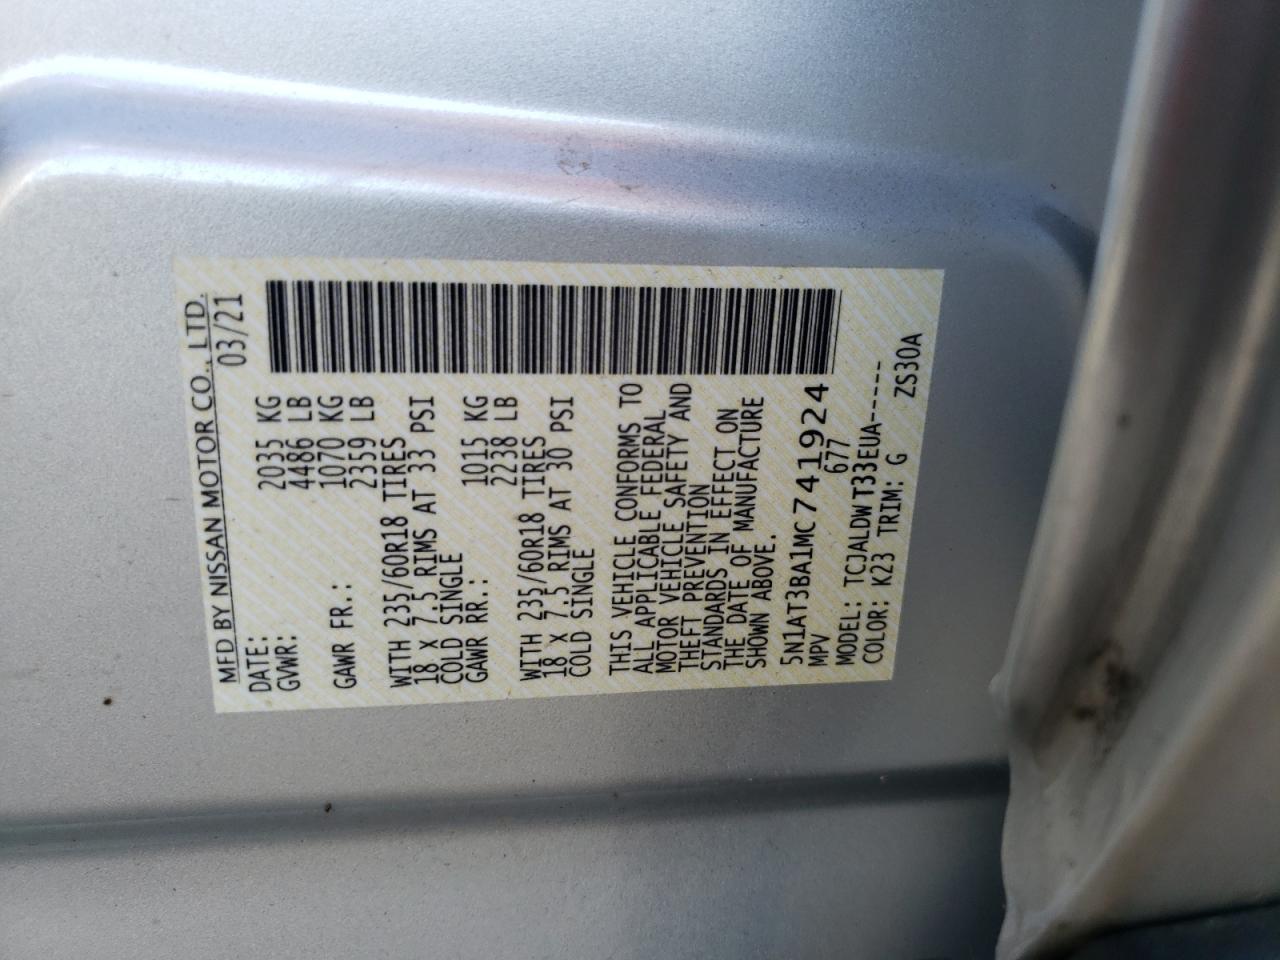 MFD BY NISSAN MOTOR CO., LTD.
DATE: 03/21
GVWR: 2035 KG
4486 LB
GAWR FR.: 1070 KG
2359 LB
WITH 235/60R18 TIRES
18 X 7.5 RIMS AT 33 PSI
COLD SINGLE
GAWR RR.: 1015 KG
2238 LB
WITH 235/60R18 TIRES
18 X 7.5 RIMS AT 30 PSI
COLD SINGLE
THIS VEHICLE CONFORMS TO
ALL APPLICABLE FEDERAL
MOTOR VEHICLE SAFETY AND
THEFT PREVENTION
STANDARDS IN EFFECT ON
THE DATE OF MANUFACTURE
SHOWN ABOVE.
5N1AT3BA1MC741924
MPV 677
MODEL: TCJALDWT33EUA------
COLOR: K23 TRIM: G ZS30A